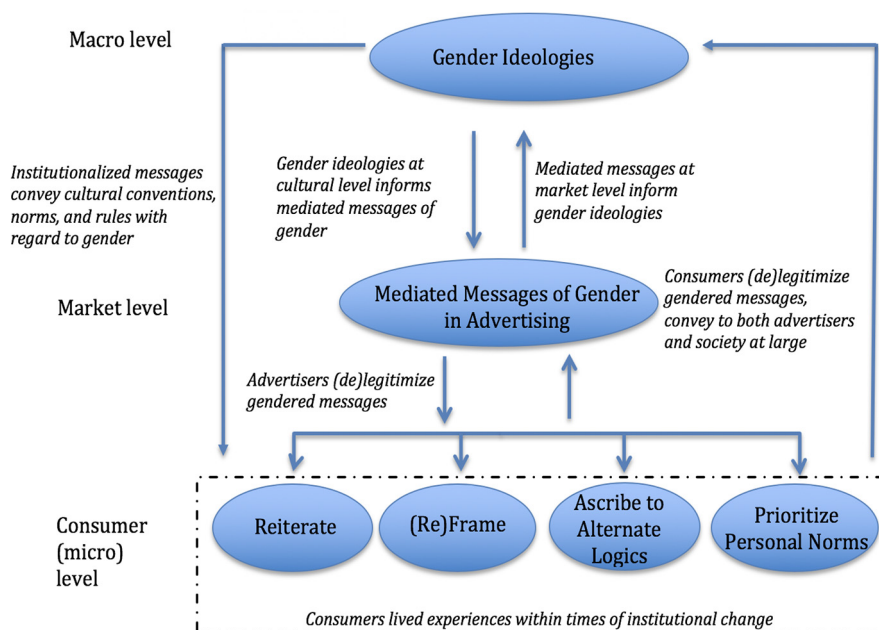 Macro level
Gender Ideologies
Institutionalized messages
convey cultural conventions,
norms, and rules with
regard to gender
Gender ideologies at
cultural level informs
mediated messages of
gender
Mediated messages at
market level inform
gender ideologies
Market level
Mediated Messages of Gender
in Advertising
Consumers (de)legitimize
gendered messages,
convey to both advertisers
and society at large
Advertisers (de)legitimize
gendered messages
Consumer
(micro)
level
Reiterate
(Re)Frame
Ascribe to
Alternate
Logics
Prioritize
Personal Norms
Consumers lived experiences within times of institutional change